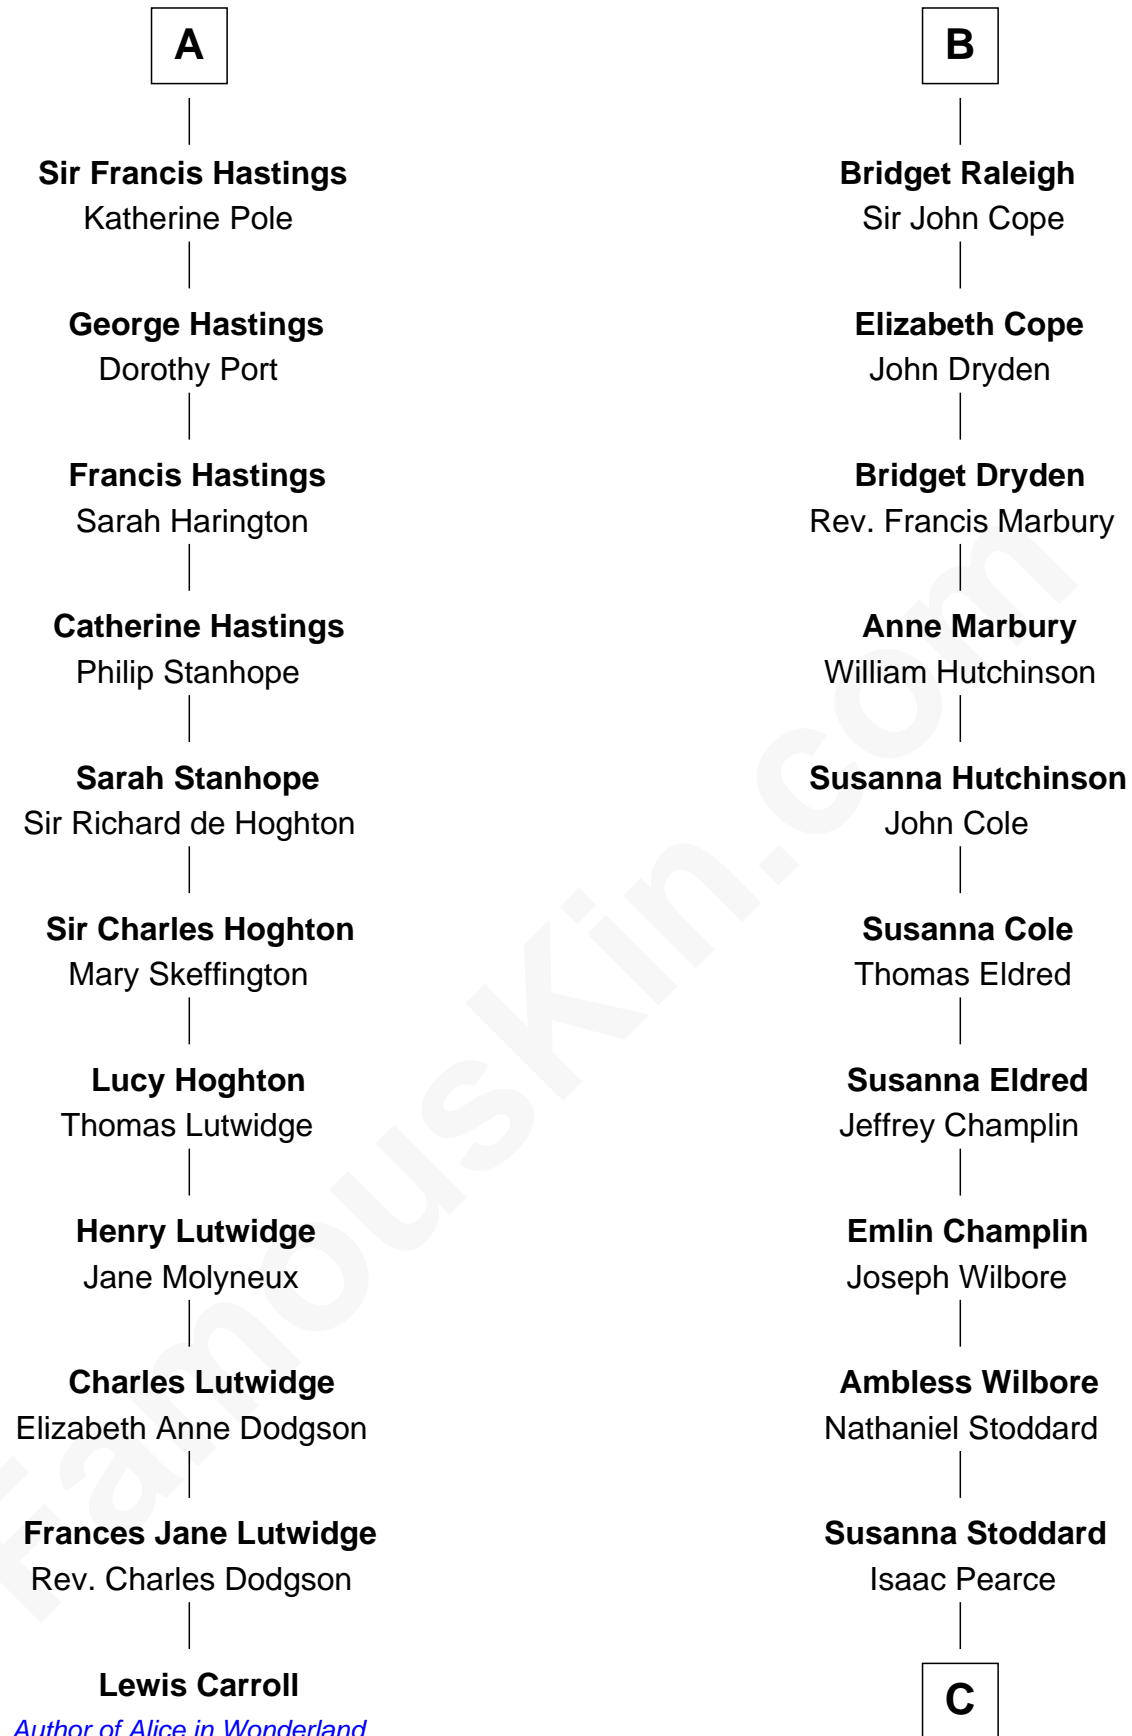 A
Sir Francis Hastings
Katherine Pole
George Hastings
Dorothy Port
Francis Hastings
Sarah Harington
Catherine Hastings
Philip Stanhope
Sarah Stanhope
Sir Richard de Hoghton
Sir Charles Hoghton
Mary Skeffington
Lucy Hoghton
Thomas Lutwidge
Henry Lutwidge
Jane Molyneux
Charles Lutwidge
Elizabeth Anne Dodgson
Frances Jane Lutwidge
Rev. Charles Dodgson
Lewis Carroll
Author of Alice in Wonderland
B
Bridget Raleigh
Sir John Cope
Elizabeth Cope
John Dryden
Bridget Dryden
Rev. Francis Marbury
Anne Marbury
William Hutchinson
Susanna Hutchinson
John Cole
Susanna Cole
Thomas Eldred
Susanna Eldred
Jeffrey Champlin
Emlin Champlin
Joseph Wilbore
Ambless Wilbore
Nathaniel Stoddard
Susanna Stoddard
Isaac Pearce
C
FamousKin.com